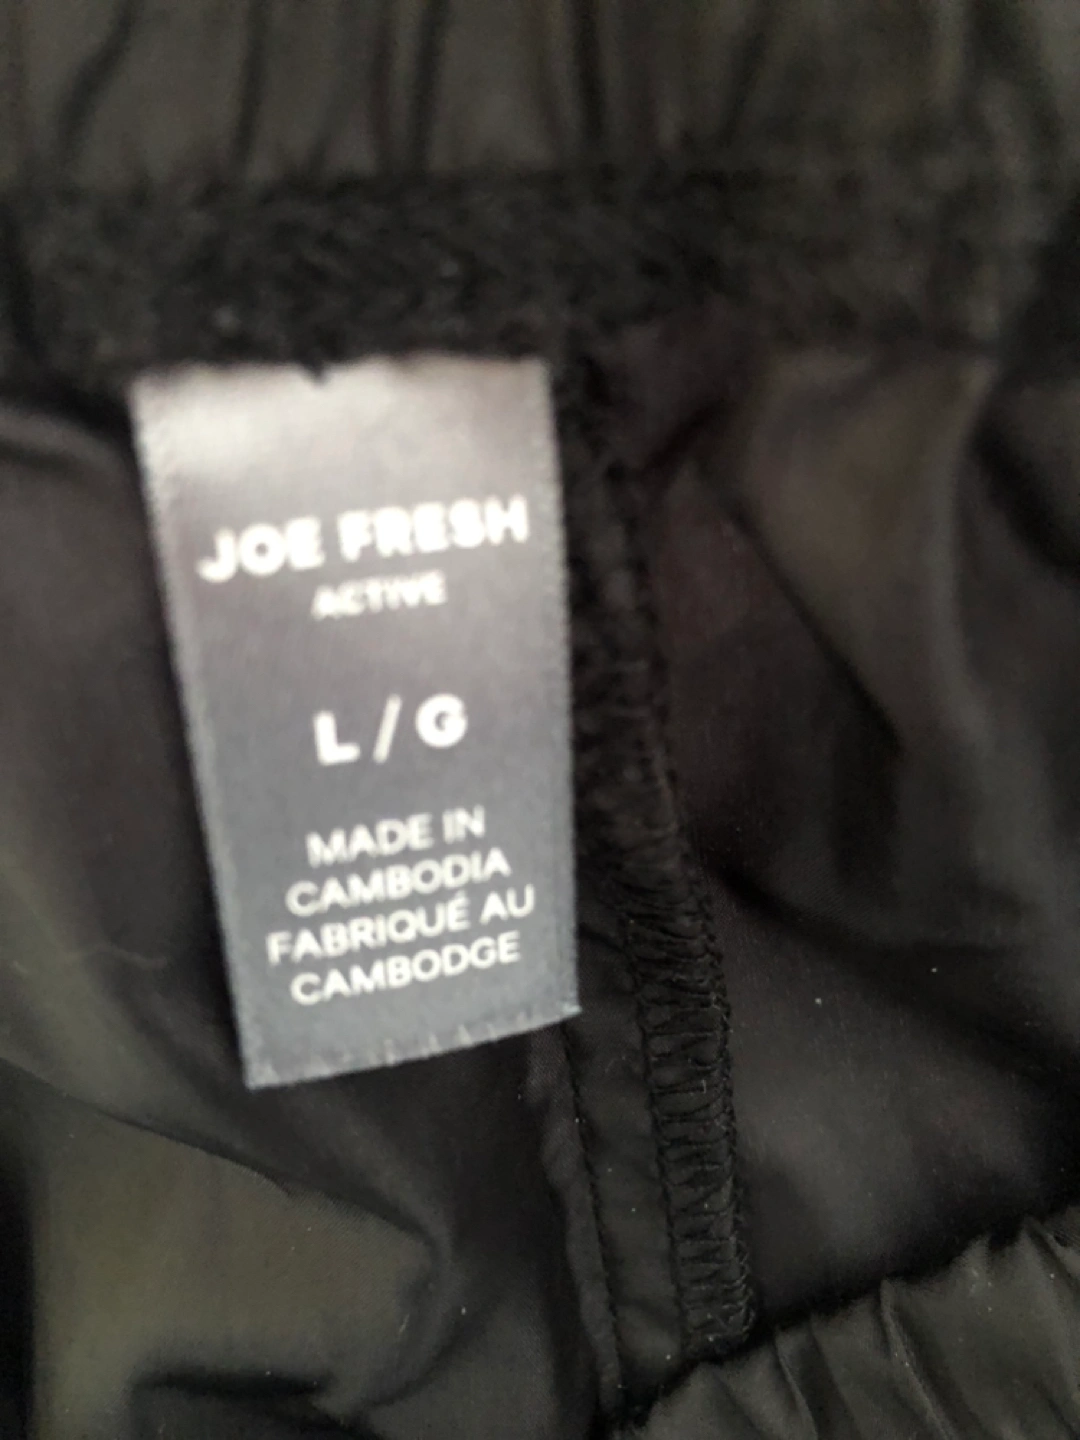 JOE FRESH
ACTIVE
L / G
MADE IN
CAMBODIA
FABRIQUÉ AU
CAMBODGE